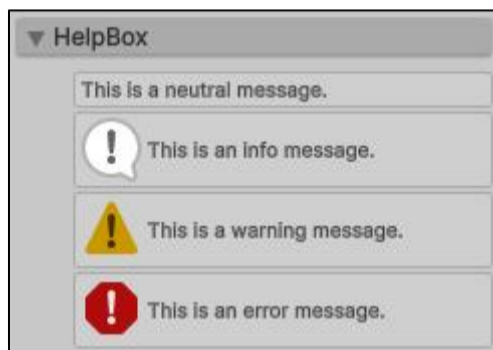 HelpBox
This is a neutral message.
This is an info message.
This is a warning message.
This is an error message.